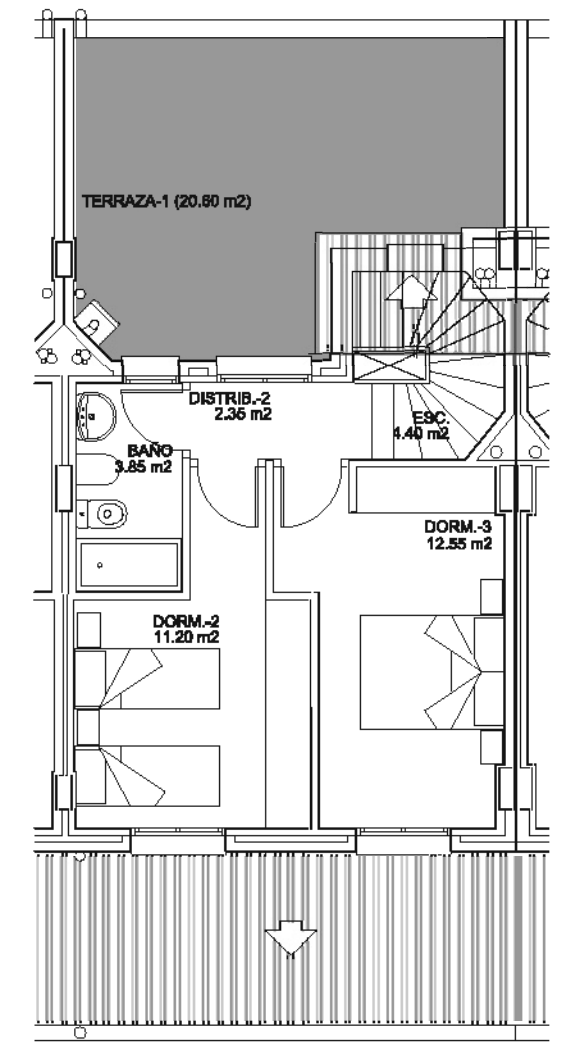 TERRAZA-1 (20.60 m2)
DISTRIB.-2
2.35 m2
ESC.
4.40 m2
BAÑO
3.85 m2
DORM.-3
12.55 m2
DORM.-2
11.20 m2